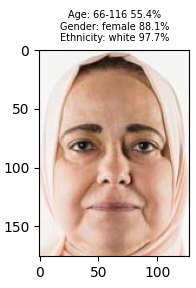 Age: 66-116 55.4%
Gender: female 88.1%
Ethnicity: white 97.7%
0
50
100
150
0 50 100